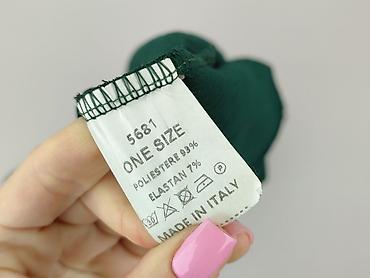 5681
ONE SIZE
POLIESTERE 93%
ELASTAN 7%
MADE IN ITALY